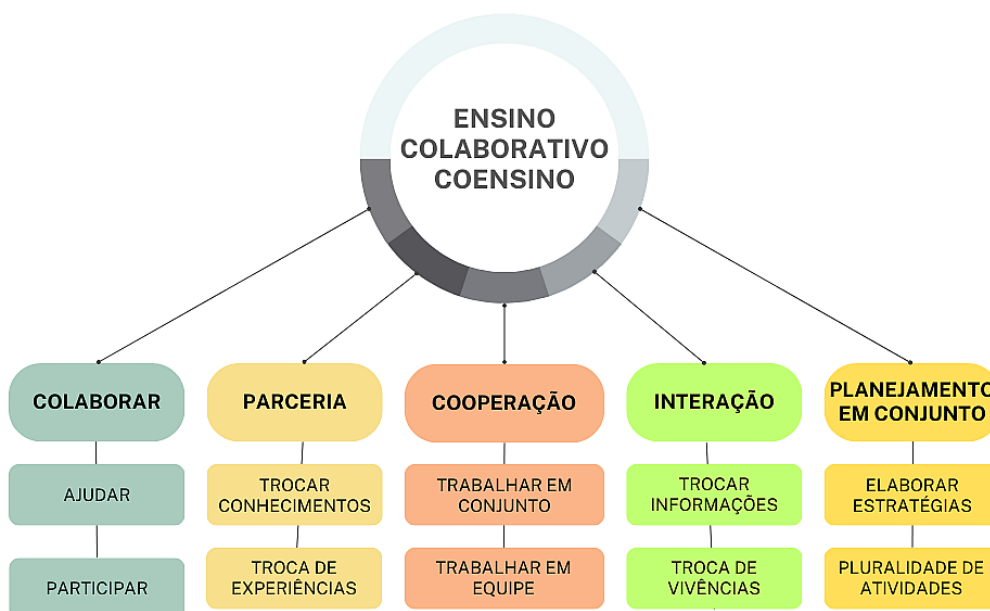 ENSINO
COLABORATIVO
COENSINO
COLABORAR
PARCERIA
COOPERAÇÃO
INTERAÇÃO
PLANEJAMENTO
EM CONJUNTO
AJUDAR
TROCAR
CONHECIMENTOS
TRABALHAR EM
CONJUNTO
TROCAR
INFORMAÇÕES
ELABORAR
ESTRATÉGIAS
PARTICIPAR
TROCA DE
EXPERIÊNCIAS
TRABALHAR EM
EQUIPE
TROCA DE
VIVÊNCIAS
PLURALIDADE DE
ATIVIDADES